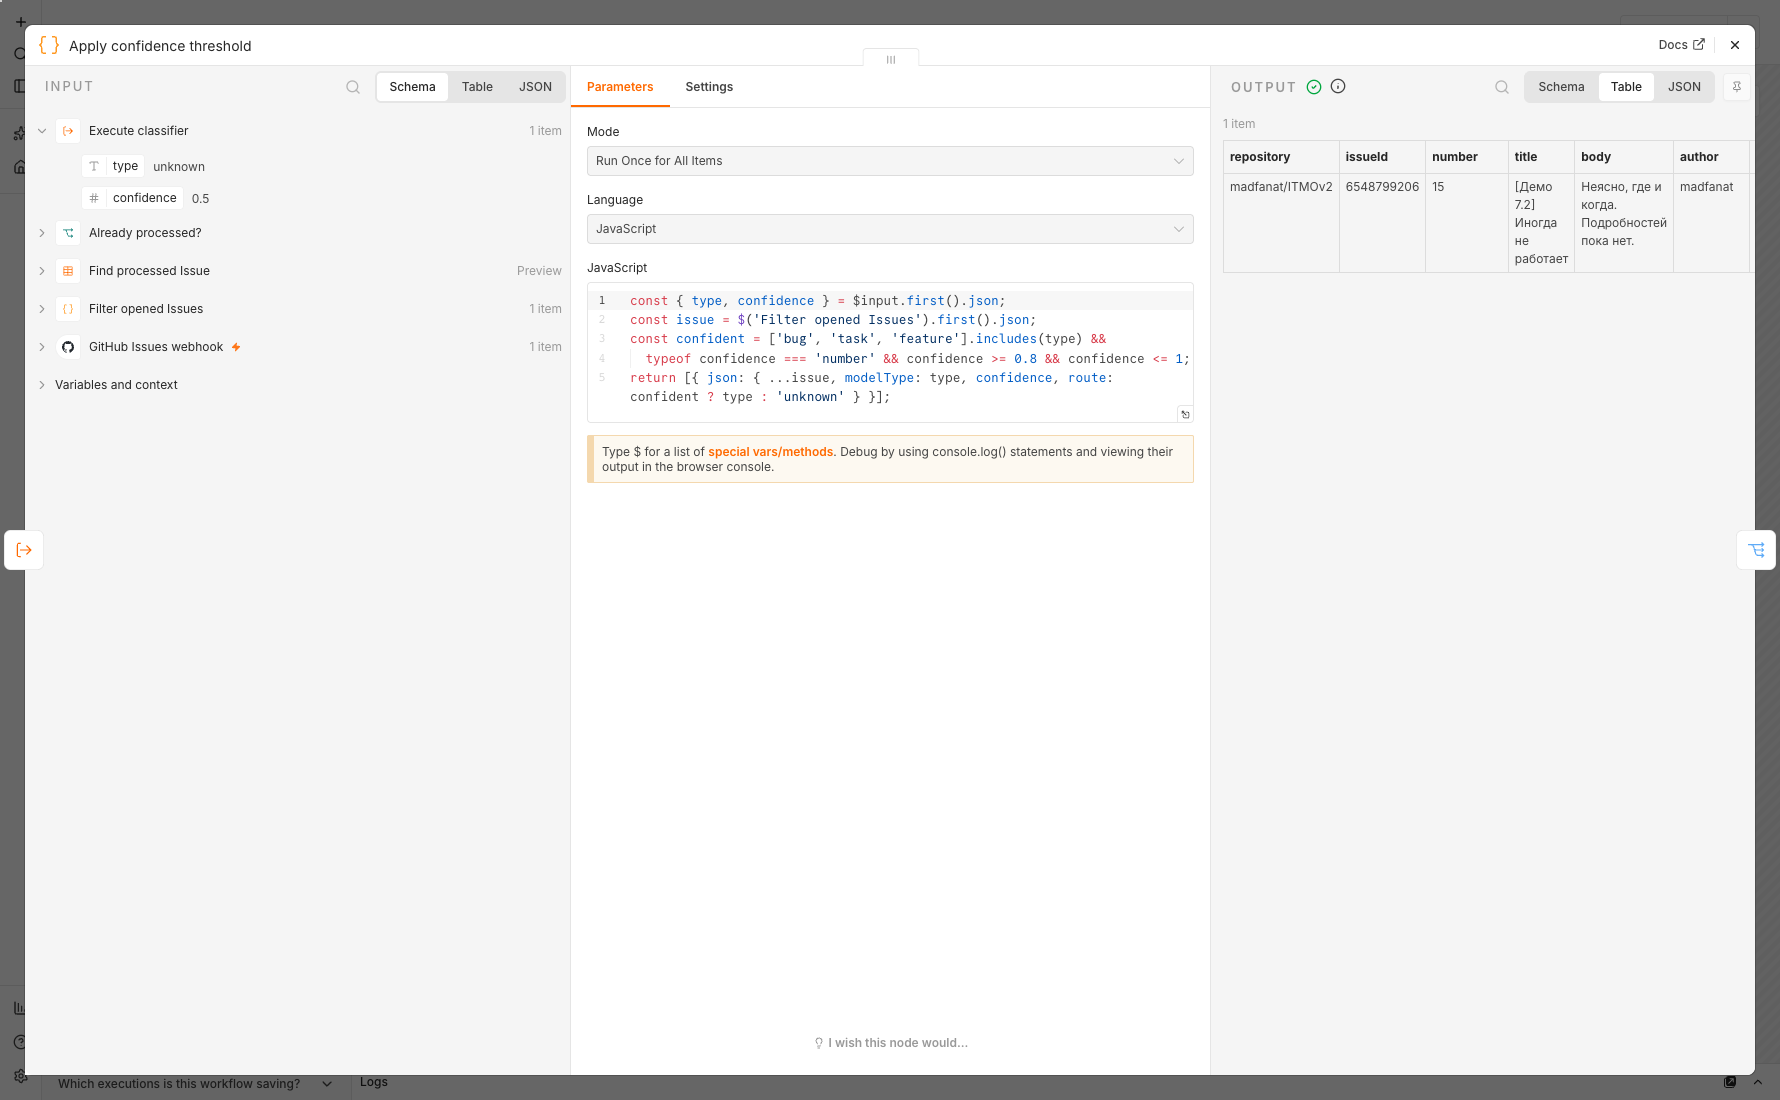 Apply confidence threshold
Docs
INPUT
Schema
Table
JSON
Execute classifier
1 item
type
unknown
confidence
0.5
Already processed?
Find processed Issue
Preview
Filter opened Issues
1 item
GitHub Issues webhook
1 item
Variables and context
Parameters
Settings
Mode
Run Once for All Items
Language
JavaScript
JavaScript
1 const { type, confidence } = $input.first().json;
2 const issue = $('Filter opened Issues').first().json;
3 const confident = ['bug', 'task', 'feature'].includes(type) &&
4 typeof confidence === 'number' && confidence >= 0.8 && confidence <= 1;
5 return [{ json: { ...issue, modelType: type, confidence, route:
confident ? type : 'unknown' } }];
Type $ for a list of special vars/methods. Debug by using console.log() statements and viewing their
output in the browser console.
I wish this node would...
OUTPUT
Schema
Table
JSON
1 item
repository issueId number title body author
madfanat/ITMOv2 6548799206 15 [Демо Неясно, где и madfanat
7.2] когда.
Иногда Подробностей
не пока нет.
работает
Which executions is this workflow saving?
Logs